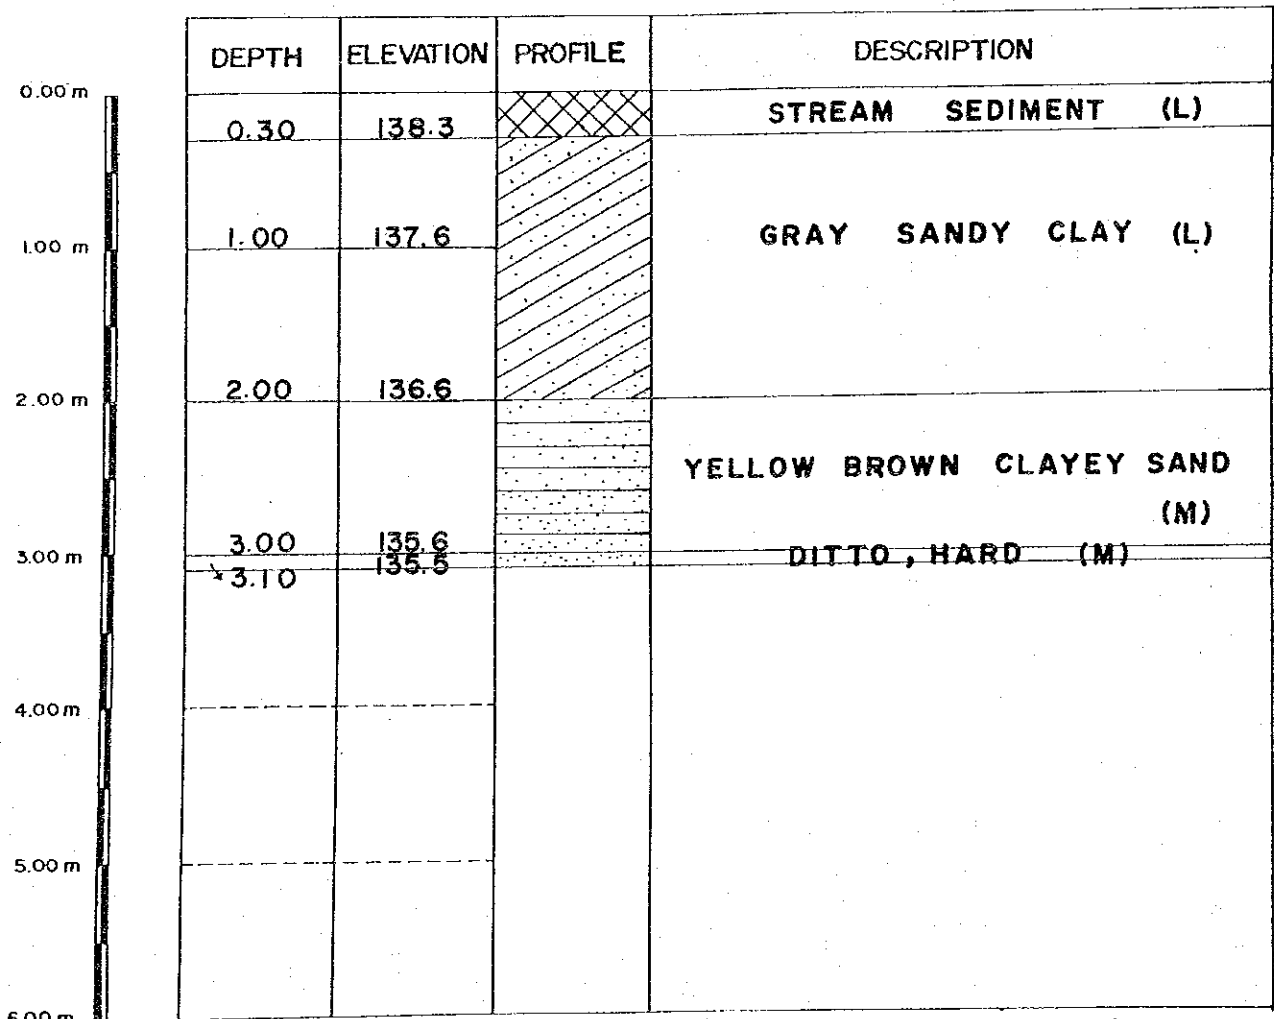 DEPTH ELEVATION PROFILE DESCRIPTION
0.00 m
0.30 138.3 STREAM SEDIMENT (L)
1.00 137.6 GRAY SANDY CLAY (L)
1.00 m
2.00 136.6
2.00 m
YELLOW BROWN CLAYEY SAND
(M)
3.00 135.6
3.00 m DITTO, HARD (M)
3.10 135.5
4.00 m
5.00 m
6.00 m